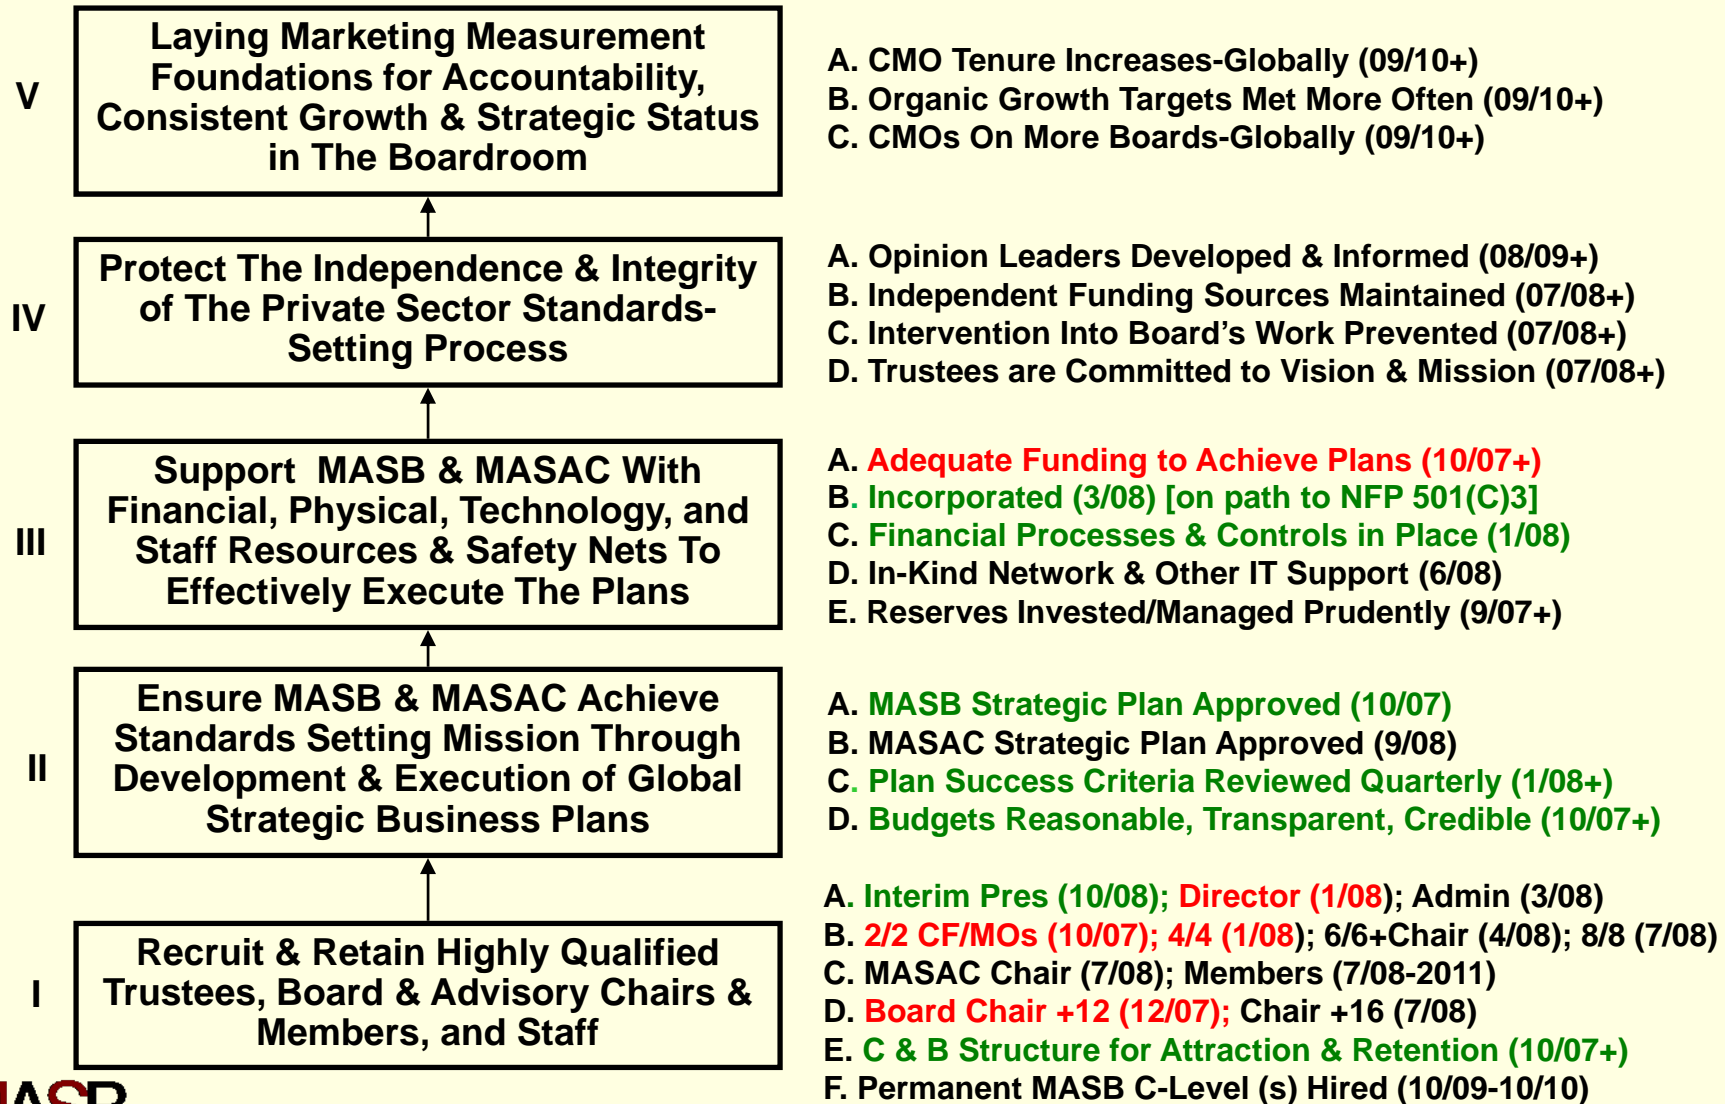 V
Laying Marketing Measurement
Foundations for Accountability,
Consistent Growth & Strategic Status
in The Boardroom
A. CMO Tenure Increases-Globally (09/10+)
B. Organic Growth Targets Met More Often (09/10+)
C. CMOs On More Boards-Globally (09/10+)
IV
Protect The Independence & Integrity
of The Private Sector Standards-
Setting Process
A. Opinion Leaders Developed & Informed (08/09+)
B. Independent Funding Sources Maintained (07/08+)
C. Intervention Into Board’s Work Prevented (07/08+)
D. Trustees are Committed to Vision & Mission (07/08+)
III
Support MASB & MASAC With
Financial, Physical, Technology, and
Staff Resources & Safety Nets To
Effectively Execute The Plans
A. Adequate Funding to Achieve Plans (10/07+)
B. Incorporated (3/08) [on path to NFP 501(C)3]
C. Financial Processes & Controls in Place (1/08)
D. In-Kind Network & Other IT Support (6/08)
E. Reserves Invested/Managed Prudently (9/07+)
II
Ensure MASB & MASAC Achieve
Standards Setting Mission Through
Development & Execution of Global
Strategic Business Plans
A. MASB Strategic Plan Approved (10/07)
B. MASAC Strategic Plan Approved (9/08)
C. Plan Success Criteria Reviewed Quarterly (1/08+)
D. Budgets Reasonable, Transparent, Credible (10/07+)
I
Recruit & Retain Highly Qualified
Trustees, Board & Advisory Chairs &
Members, and Staff
A. Interim Pres (10/08); Director (1/08); Admin (3/08)
B. 2/2 CF/MOs (10/07); 4/4 (1/08); 6/6+Chair (4/08); 8/8 (7/08)
C. MASAC Chair (7/08); Members (7/08-2011)
D. Board Chair +12 (12/07); Chair +16 (7/08)
E. C & B Structure for Attraction & Retention (10/07+)
F. Permanent MASB C-Level (s) Hired (10/09-10/10)